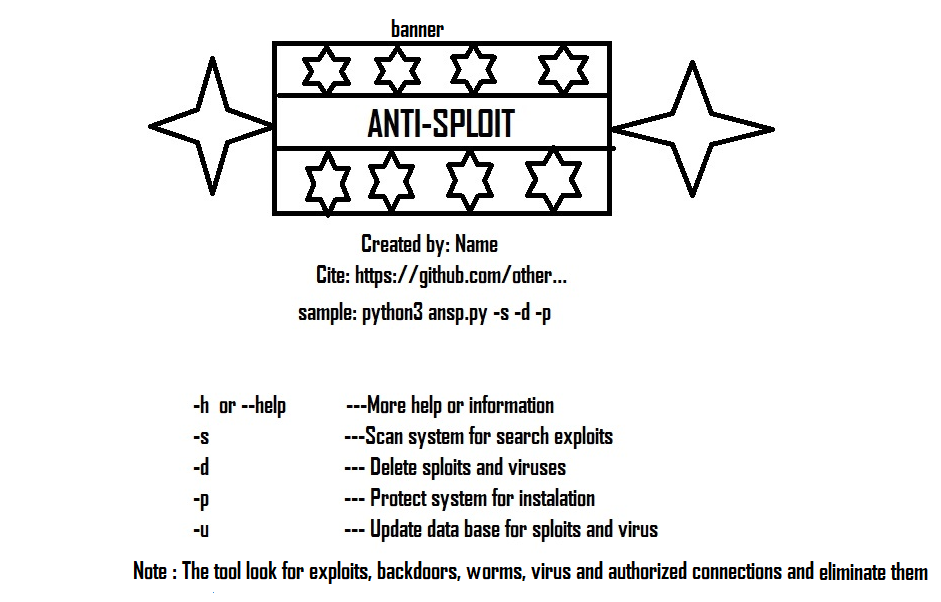 banner
ANTI-SPLOIT
Created by: Name
Cite: https://github.com/other...
sample: python3 ansp.py -s -d -p
-h or --help ---More help or information
-s ---Scan system for search exploits
-d --- Delete sploits and viruses
-p --- Protect system for instalation
-u --- Update data base for sploits and virus
Note : The tool look for exploits, backdoors, worms, virus and authorized connections and eliminate them